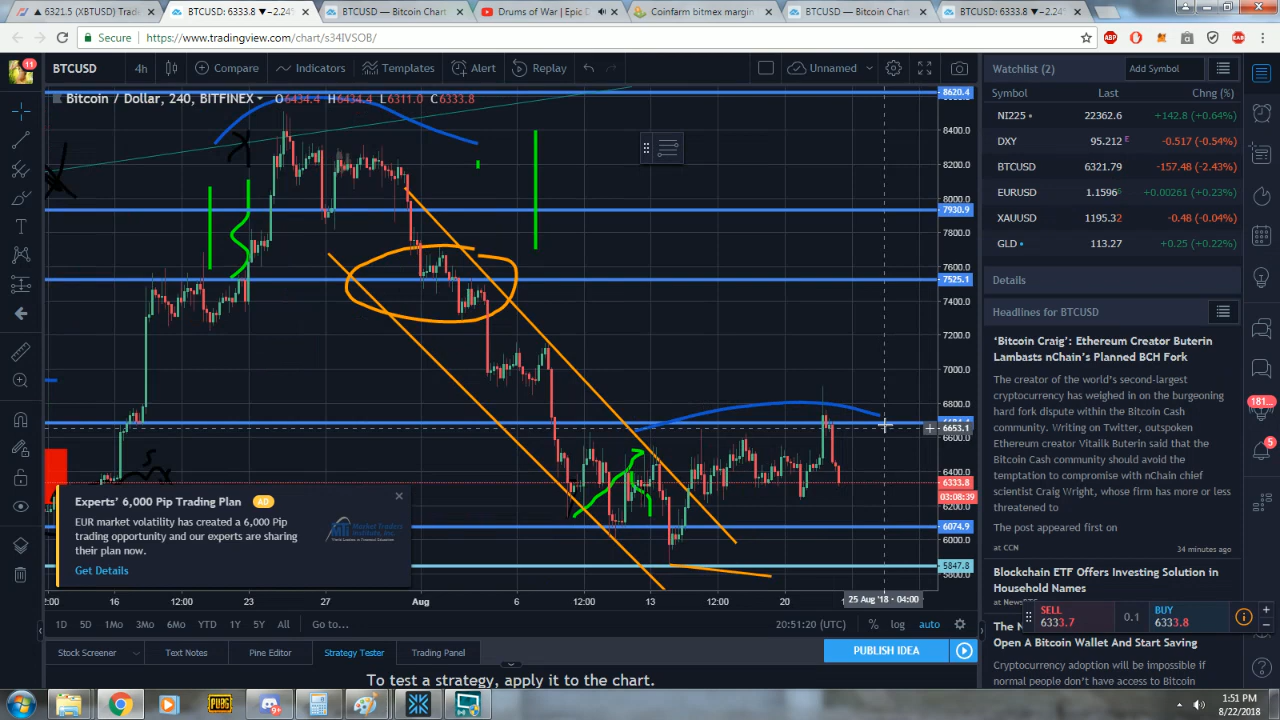 6321.5 (XBTUSD) Trade
BTCUSD: 6333.8 ▼−2.24
BTCUSD — Bitcoin Chart
Drums of War | Epic D
Coinfarm bitmex margin
BTCUSD — Bitcoin Chart
BTCUSD: 6333.8 ▼−2.24
Secure
https://www.tradingview.com/chart/s34IVSOB/
11
BTCUSD
4h
Compare
Indicators
Templates
Alert
Replay
Unnamed
Watchlist (2)
Add Symbol
Bitcoin / Dollar, 240, BITFINEX
O6434.4 H6434.4 L6311.0 C6333.8
Symbol Last Chng (%)
NI225 22362.6 +142.8 (+0.64%)
DXY 95.212 E -0.517 (-0.54%)
BTCUSD 6321.79 -157.48 (-2.43%)
EURUSD 1.1596 +0.00261 (+0.23%)
XAUUSD 1195.32 -0.48 (-0.04%)
GLD 113.27 +0.25 (+0.22%)
8620.4
8400.0
8200.0
8000.0
7930.9
7800.0
7600.0
7525.1
7400.0
7200.0
7000.0
6800.0
6653.1
6600.0
6400.0
6333.8
03:08:39
6200.0
6074.9
6000.0
5847.8
5800.0
Details
Headlines for BTCUSD
‘Bitcoin Craig’: Ethereum Creator Buterin
Lambasts nChain’s Planned BCH Fork
The creator of the world’s second-largest
cryptocurrency has weighed in on the burgeoning
hard fork dispute within the Bitcoin Cash
community. Writing on Twitter, outspoken
Ethereum creator Vitalik Buterin said that the
Bitcoin Cash community should avoid the
temptation to compromise with nChain chief
scientist Craig Wright, whose firm has more or less
threatened to
The post appeared first on
at CCN
34 minutes ago
Blockchain ETF Offers Investing Solution in
Household Names
SELL
6333.7
0.1
BUY
6333.8
Open A Bitcoin Wallet And Start Saving
Cryptocurrency adoption will be impossible if
normal people don’t have access to Bitcoin
181...
5
Experts’ 6,000 Pip Trading Plan AD
EUR market volatility has created a 6,000 Pip
trading opportunity and our experts are sharing
their plan now.
Get Details
16 12:00 23 27 Aug 6 12:00 13 12:00 20
25 Aug '18 - 04:00
1D 5D 1Mo 3Mo 6Mo YTD 1Y 5Y All Go to...
20:51:20 (UTC)
% log auto
Stock Screener
Text Notes
Pine Editor
Strategy Tester
Trading Panel
PUBLISH IDEA
To test a strategy, apply it to the chart.
PUBG
9+
1:51 PM
8/22/2018